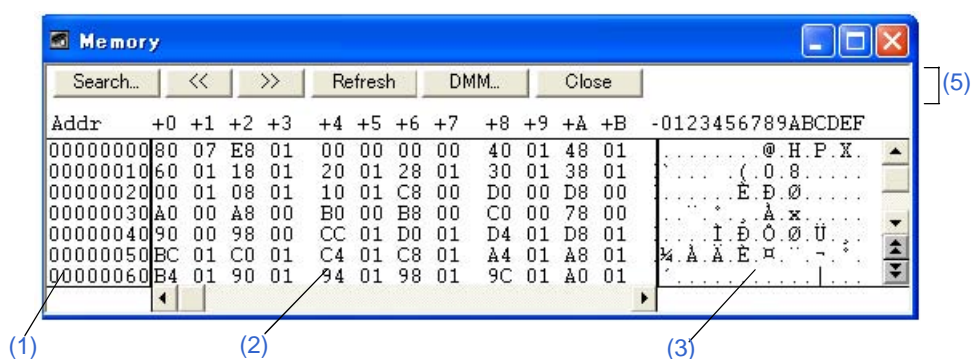 Memory
Search... << >> Refresh DMM... Close
(5)
Addr +0 +1 +2 +3 +4 +5 +6 +7 +8 +9 +A +B -0123456789ABCDEF
00000000 80 07 E8 01 00 00 00 00 40 01 48 01 ........@.H.P.X.
00000010 60 01 18 01 20 01 28 01 30 01 38 01 `.....(.0.8.....
00000020 00 01 08 01 10 01 C8 00 D0 00 D8 00 ......È.Ð.Ø.....
00000030 A0 00 A8 00 B0 00 B8 00 C0 00 78 00 ..¨.°.¸.À.x.....
00000040 90 00 98 00 CC 01 D0 01 D4 01 D8 01 ....Ì.Ð.Ô.Ø.Ü.¸.
00000050 BC 01 C0 01 C4 01 C8 01 A4 01 A8 01 ¼.À.Ä.È.¤.¨.¬.°.
00000060 B4 01 90 01 94 01 98 01 9C 01 A0 01 ´...........
(1) (2) (3)